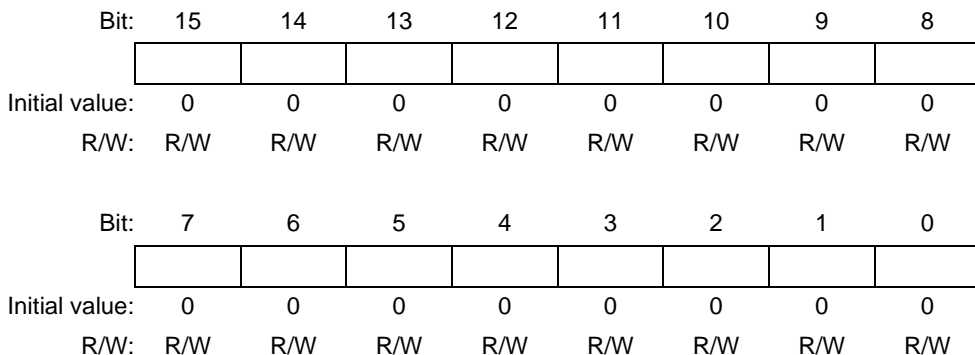 Bit: 15 14 13 12 11 10 9 8
Initial value: 0 0 0 0 0 0 0 0
R/W: R/W R/W R/W R/W R/W R/W R/W R/W
Bit: 7 6 5 4 3 2 1 0
Initial value: 0 0 0 0 0 0 0 0
R/W: R/W R/W R/W R/W R/W R/W R/W R/W